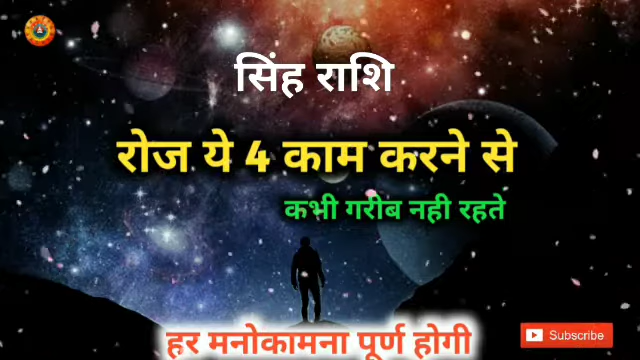 सिंह राशि
रोज ये 4 काम करने से
कभी गरीब नही रहते
हर मनोकामना पूर्ण होगी
Subscribe